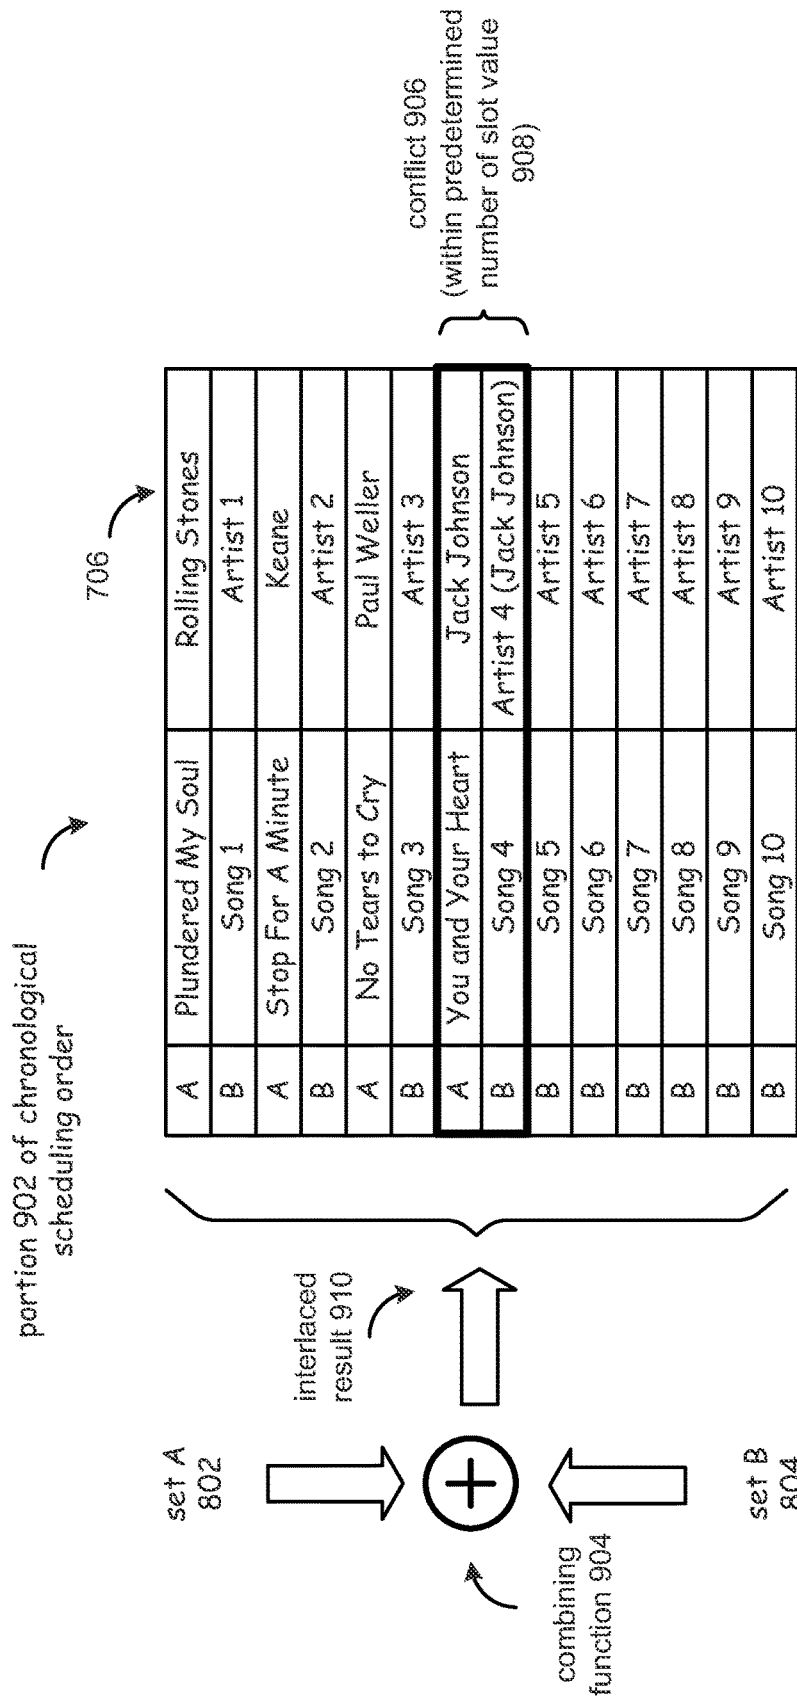 portion 902 of chronological
scheduling order
706
set A
802
combining
function 904
set B
804
interlaced
result 910
A Plundered My Soul Rolling Stones
B Song 1 Artist 1
A Stop For A Minute Keane
B Song 2 Artist 2
A No Tears to Cry Paul Weller
B Song 3 Artist 3
A You and Your Heart Jack Johnson
B Song 4 Artist 4 (Jack Johnson)
B Song 5 Artist 5
B Song 6 Artist 6
B Song 7 Artist 7
B Song 8 Artist 8
B Song 9 Artist 9
B Song 10 Artist 10
conflict 906
(within predetermined
number of slot value
908)